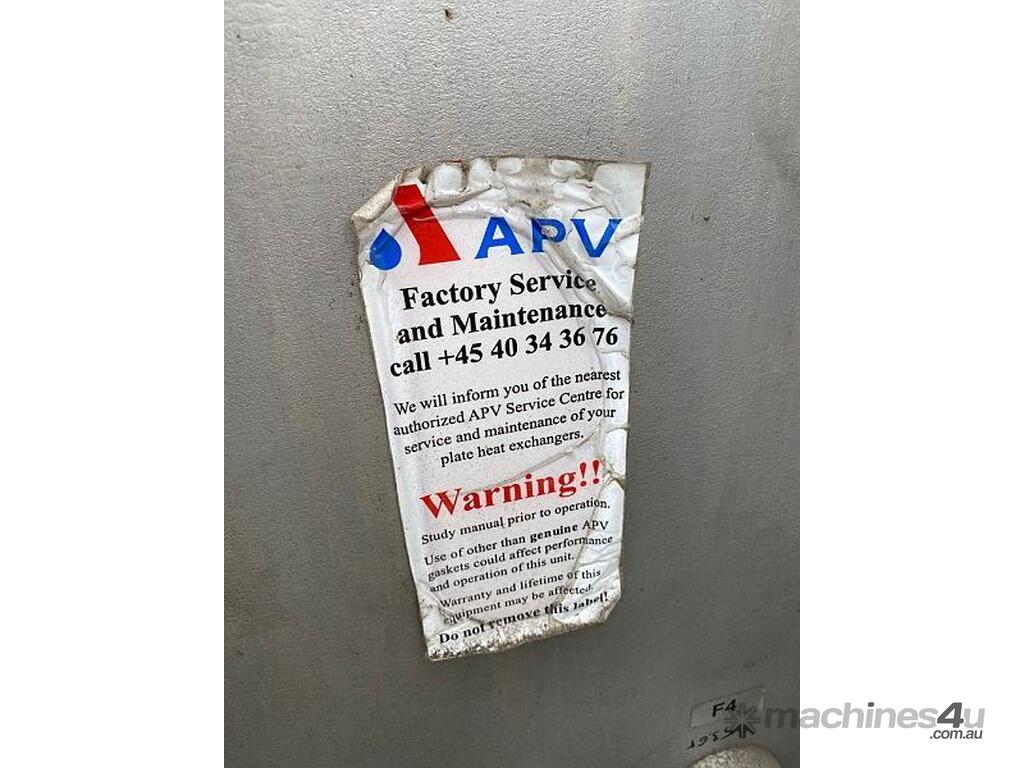 APV
Factory Service
and Maintenance
call +45 40 34 36 76
We will inform you of the nearest
authorized APV Service Centre for
service and maintenance of your
plate heat exchangers.
Warning!!
Study manual prior to operation.
Use of other than genuine APV
gaskets could affect performance
and operation of this unit.
Warranty and lifetime of this
equipment may be affected.
Do not remove this label!
F4
machines4u
.com.au